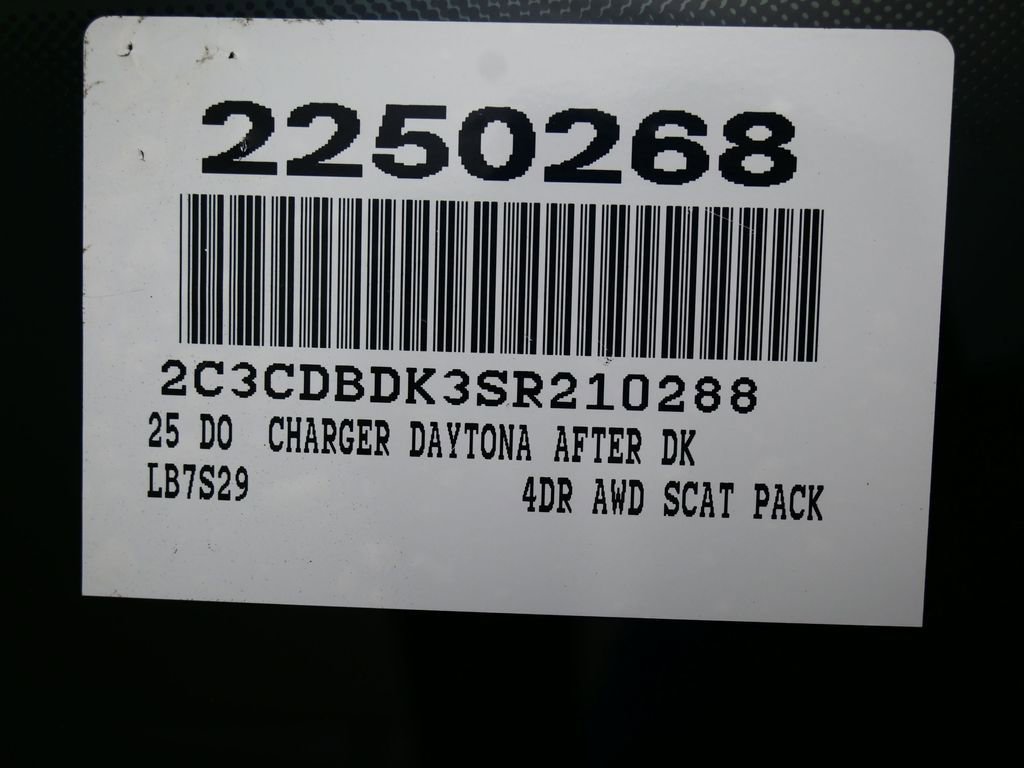 2250268
2C3CDBDK3SR210288
25 DO CHARGER DAYTONA AFTER DK
LB7S29 4DR AWD SCAT PACK